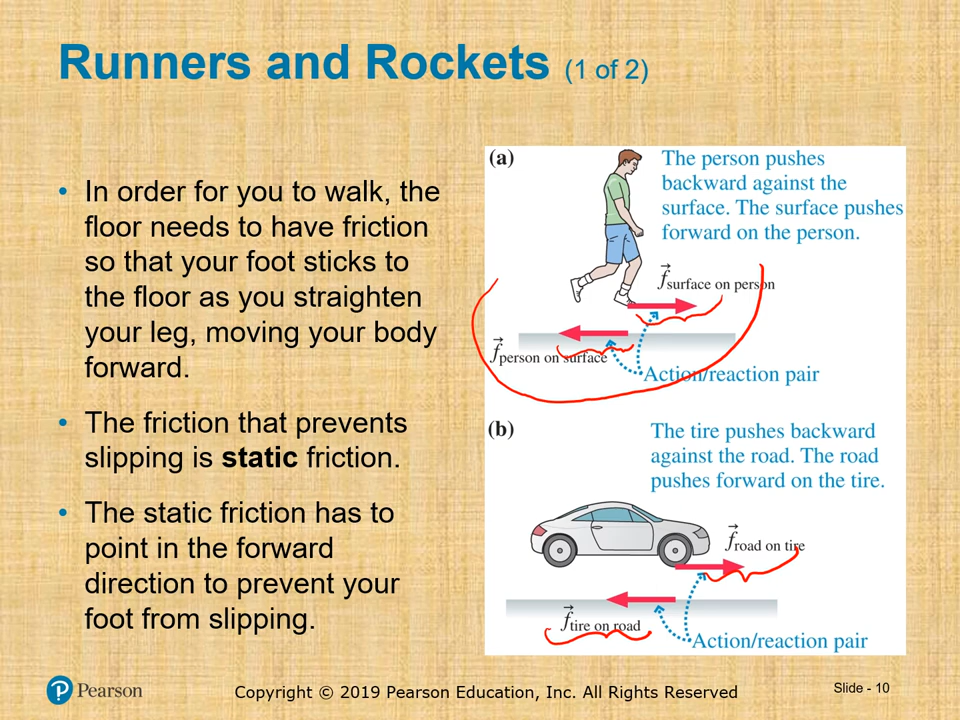 Runners and Rockets (1 of 2)
• In order for you to walk, the
floor needs to have friction
so that your foot sticks to
the floor as you straighten
your leg, moving your body
forward.
• The friction that prevents
slipping is static friction.
• The static friction has to
point in the forward
direction to prevent your
foot from slipping.
(a)
The person pushes
backward against the
surface. The surface pushes
forward on the person.
f⃗ surface on person
f⃗ person on surface
Action/reaction pair
(b)
The tire pushes backward
against the road. The road
pushes forward on the tire.
f⃗ road on tire
f⃗ tire on road
Action/reaction pair
P Pearson
Copyright © 2019 Pearson Education, Inc. All Rights Reserved
Slide - 10